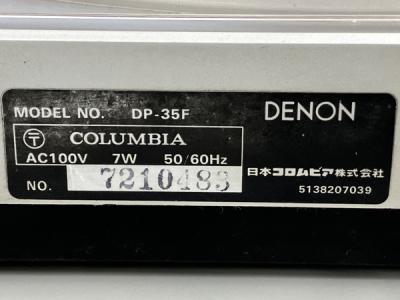 MODEL NO. DP-35F DENON
〒 COLUMBIA
AC100V 7W 50/60Hz
NO. 7210483 日本コロムビア株式会社
5138207039